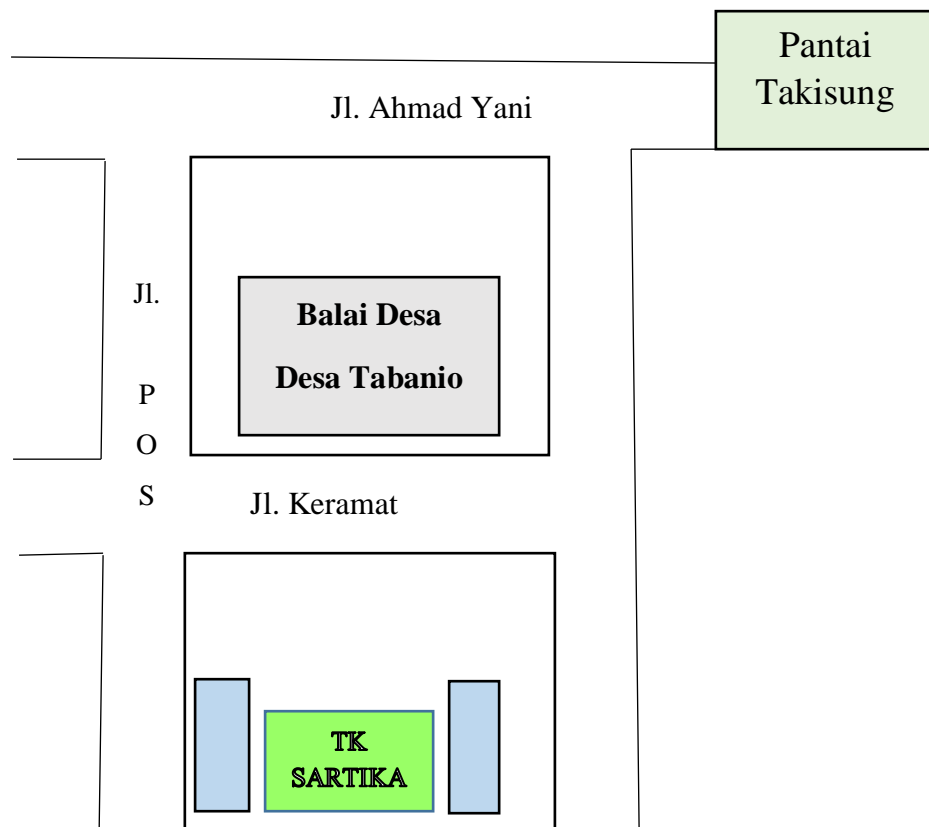 Pantai
Takisung
Jl. Ahmad Yani
Jl.
P
O
S
Balai Desa
Desa Tabanio
Jl. Keramat
TK
SARTIKA